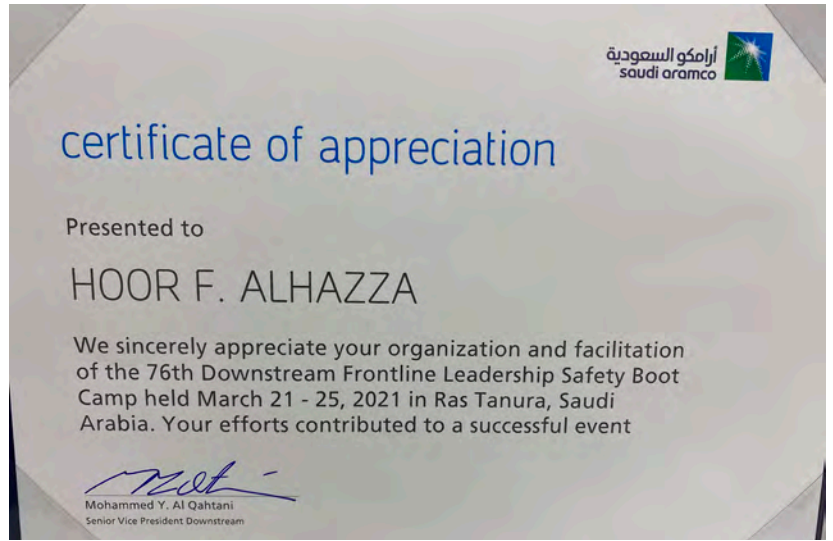 أرامكو السعودية
saudi aramco
certificate of appreciation
Presented to
HOOR F. ALHAZZA
We sincerely appreciate your organization and facilitation
of the 76th Downstream Frontline Leadership Safety Boot
Camp held March 21 - 25, 2021 in Ras Tanura, Saudi
Arabia. Your efforts contributed to a successful event
Mohammed Y. Al Qahtani
Senior Vice President Downstream